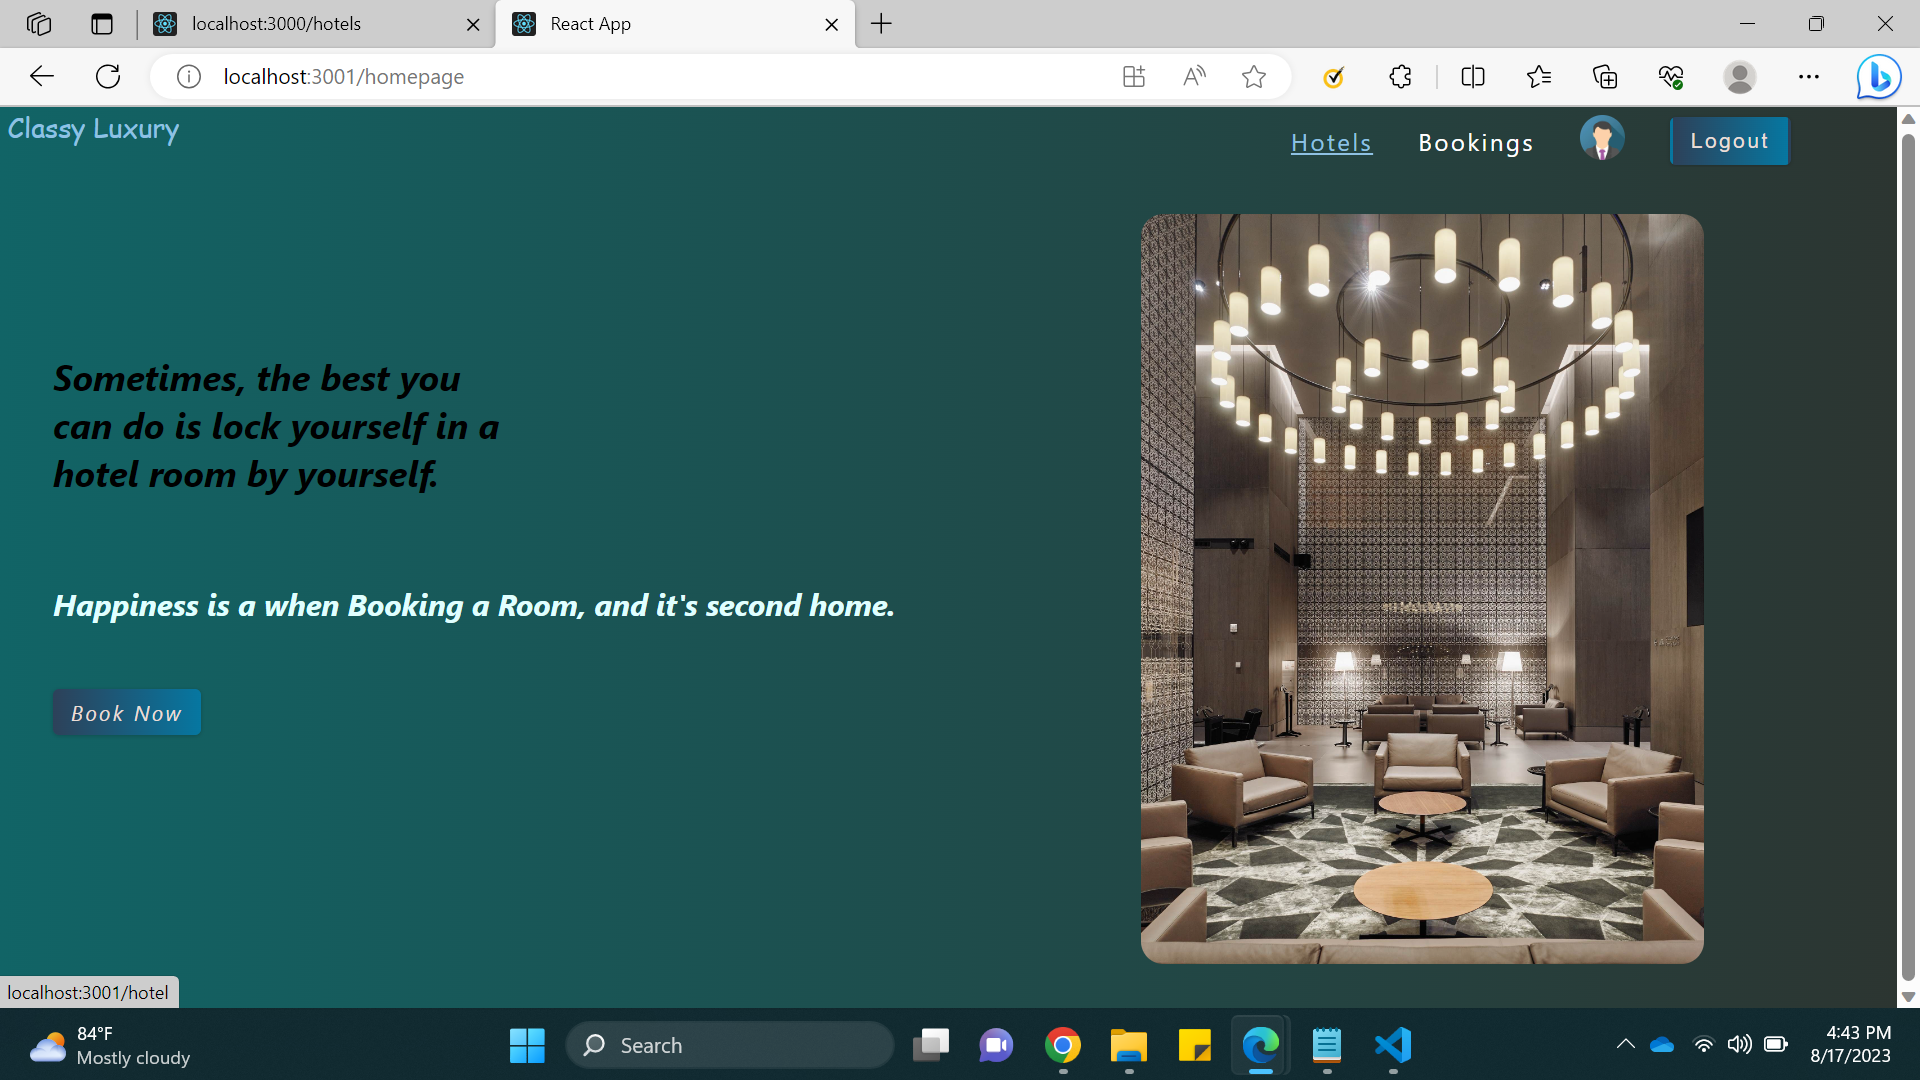 localhost:3000/hotels
React App
localhost:3001/homepage
Classy Luxury
Hotels
Bookings
Logout
Sometimes, the best you
can do is lock yourself in a
hotel room by yourself.
Happiness is a when Booking a Room, and it's second home.
Book Now
localhost:3001/hotel
84°F
Mostly cloudy
Search
4:43 PM
8/17/2023